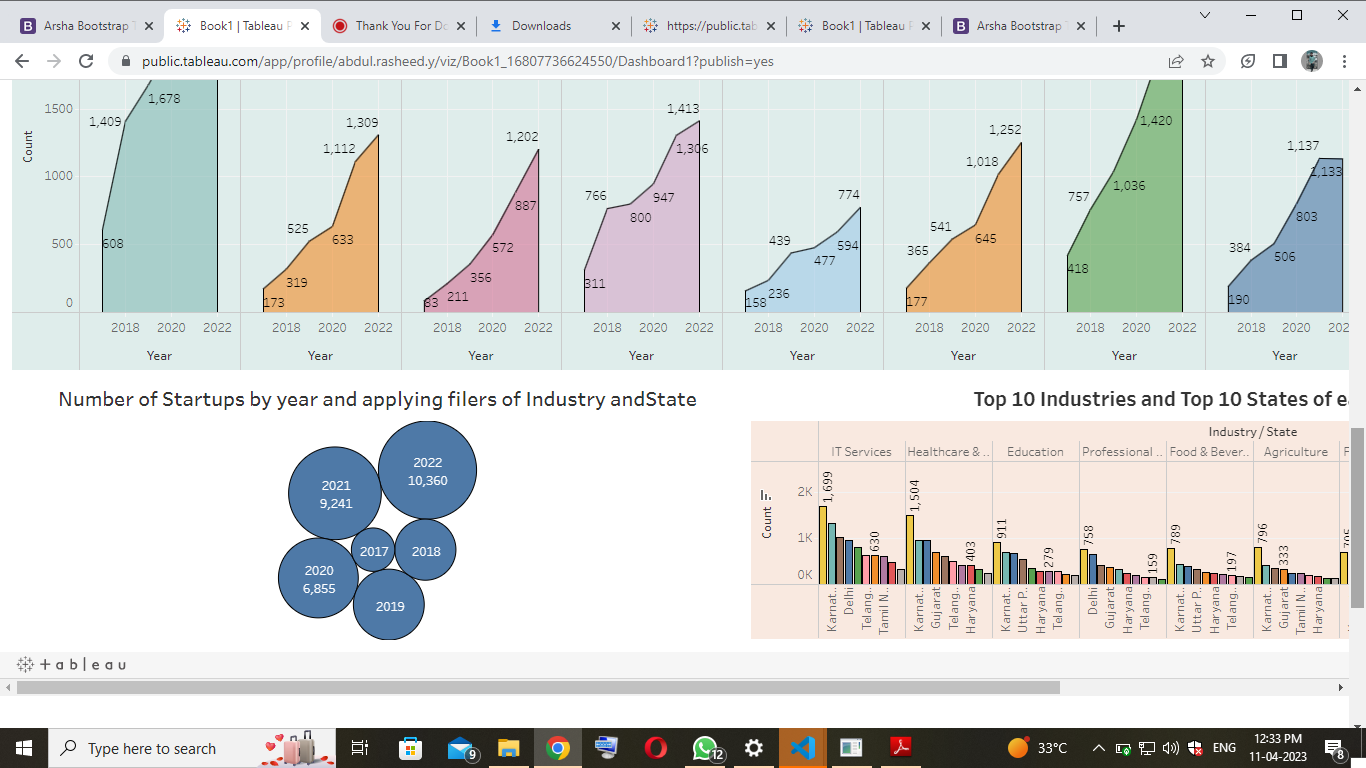 Arsha Bootstrap T
Book1 | Tableau P
Thank You For Do
Downloads
https://public.tab
Book1 | Tableau P
Arsha Bootstrap T
public.tableau.com/app/profile/abdul.rasheed.y/viz/Book1_16807736624550/Dashboard1?publish=yes
Count
1500
1000
500
0
1,409
1,678
608
173
319
525
633
1,112
1,309
83
211
356
572
887
1,202
311
766
800
947
1,306
1,413
158
236
439
477
594
774
177
365
541
645
1,018
1,252
418
757
1,036
1,420
190
384
506
803
1,137
1,133
2018 2020 2022
2018 2020 2022
2018 2020 2022
2018 2020 2022
2018 2020 2022
2018 2020 2022
2018 2020 2022
2018 2020 202
Year Year Year Year Year Year Year Year
Number of Startups by year and applying filers of Industry andState
2022
10,360
2021
9,241
2017
2018
2020
6,855
2019
Top 10 Industries and Top 10 States of ea
Industry / State
IT Services Healthcare & .. Education Professional .. Food & Bever.. Agriculture F
Count
2K
1K
0K
1,699
630
1,504
403
911
279
758
159
789
197
796
333
Karnat..
Delhi
Telang..
Tamil N..
Karnat..
Gujarat
Telang..
Haryana
Karnat..
Uttar P..
Haryana
Telang..
Delhi
Gujarat
Haryana
Telang..
Karnat..
Uttar P..
Haryana
Telang..
Karnat..
Gujarat
Tamil N..
Haryana
+ableau
Type here to search
9
12
33°C
ENG
12:33 PM
11-04-2023
8